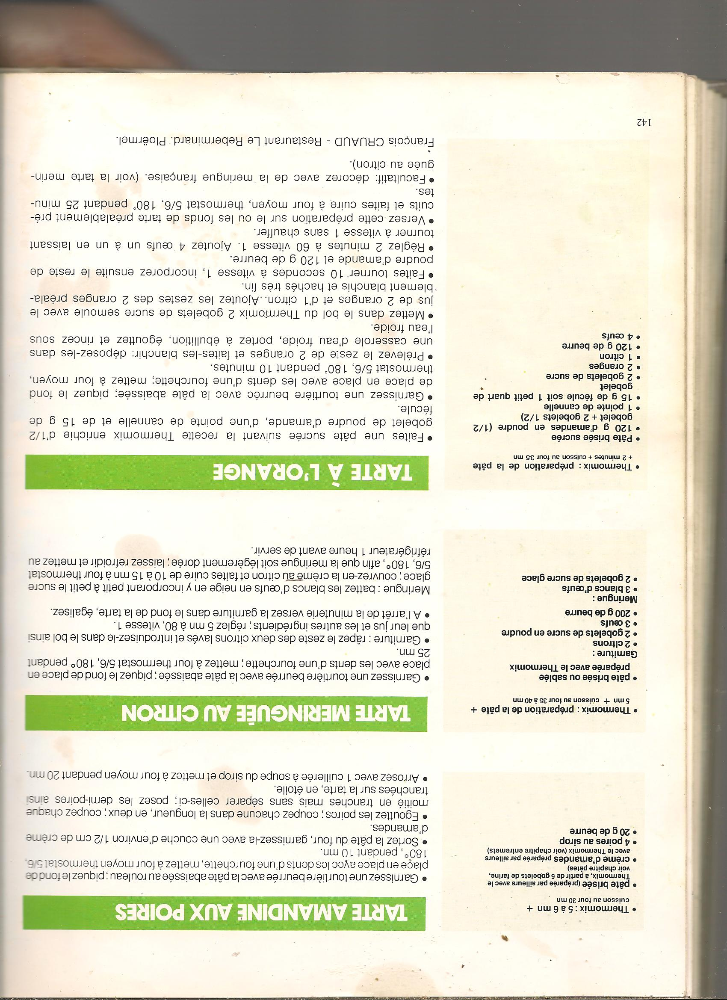 TARTE AMANDINE AUX POIRES
• Thermomix : 5 à 6 mn +
cuisson au four 30 mn
• pâte brisée (préparée par ailleurs avec le
Thermomix, à partir de 5 gobelets de farine,
voir chapitre pâtes)
• crème d'amandes préparée par ailleurs
avec le Thermomix (voir chapitre entremets)
• 4 poires au sirop
• 20 g de beurre
• Garnissez une tourtière beurrée avec la pâte abaissée au rouleau ; piquez le fond de
place en place avec les dents d'une fourchette, mettez à four moyen thermostat 5/6,
180°, pendant 10 mn.
• Sortez la pâte du four, garnissez-la avec une couche d'environ 1/2 cm de crème
d'amandes.
• Egouttez les poires ; coupez chacune dans la longueur, en deux ; coupez chaque
moitié en tranches mais sans séparer celles-ci; posez les demi-poires ainsi
tranchées sur la tarte, en étoile.
• Arrosez avec 1 cuillerée à soupe du sirop et mettez à four moyen pendant 20 mn.
TARTE MERINGUÉE AU CITRON
• Thermomix : préparation de la pâte +
5 mn + cuisson au four 35 à 40 mn
• pâte brisée ou sablée
préparée avec le Thermomix
Garniture :
• 2 citrons
• 2 gobelets de sucre en poudre
• 3 œufs
• 200 g de beurre
Meringue :
• 3 blancs d'œufs
• 2 gobelets de sucre glace
• Garnissez une tourtière beurrée avec la pâte abaissée ; piquez le fond de place en
place avec les dents d'une fourchette ; mettez à four thermostat 5/6, 180° pendant
25 mn.
• Garniture : râpez le zeste des deux citrons lavés et introduisez-le dans le bol ainsi
que leur jus et les autres ingrédients ; réglez 5 mn à 80, vitesse 1.
• A l'arrêt de la minuterie versez la garniture dans le fond de la tarte, égalisez.
Meringue : battez les blancs d'œufs en neige en y incorporant petit à petit le sucre
glace ; couvrez-en la crème au citron et faites cuire de 10 à 15 mn à four thermostat
5/6, 180°, afin que la meringue soit légèrement dorée ; laissez refroidir et mettez au
réfrigérateur 1 heure avant de servir.
TARTE À L'ORANGE
• Thermomix : préparation de la pâte
+ 2 minutes + cuisson au four 35 mn
• Pâte brisée sucrée
• 120 g d'amandes en poudre (1/2
gobelet + 2 gobelets 1/2)
• 1 pointe de cannelle
• 15 g de fécule soit 1 petit quart de
gobelet
• 2 gobelets de sucre
• 2 oranges
• 1 citron
• 120 g de beurre
• 4 œufs
• Faites une pâte sucrée suivant la recette Thermomix enrichie d'1/2
gobelet de poudre d'amande, d'une pointe de cannelle et de 15 g de
fécule.
• Garnissez une tourtière beurrée avec la pâte abaissée; piquez le fond
de place en place avec les dents d'une fourchette; mettez à four moyen,
thermostat 5/6, 180° pendant 10 minutes.
• Prélevez le zeste de 2 oranges et faites-les blanchir: déposez-les dans
une casserole d'eau froide, portez à ébullition, égouttez et rincez sous
l'eau froide.
• Mettez dans le bol du Thermomix 2 gobelets de sucre semoule avec le
jus de 2 oranges et d'1 citron. Ajoutez les zestes des 2 oranges préala-
blement blanchis et hachés très fin.
• Faites tourner 10 secondes à vitesse 1, incorporez ensuite le reste de
poudre d'amande et 120 g de beurre.
• Réglez 2 minutes à 60 vitesse 1. Ajoutez 4 œufs un à un en laissant
tourner à vitesse 1 sans chauffer.
• Versez cette préparation sur le ou les fonds de tarte préalablement pré-
cuits et faites cuire à four moyen, thermostat 5/6, 180° pendant 25 minu-
tes.
• Facultatif: décorez avec de la meringue française. (voir la tarte merin-
guée au citron).
François CRUAUD - Restaurant Le Reberminard. Ploërmel.
142